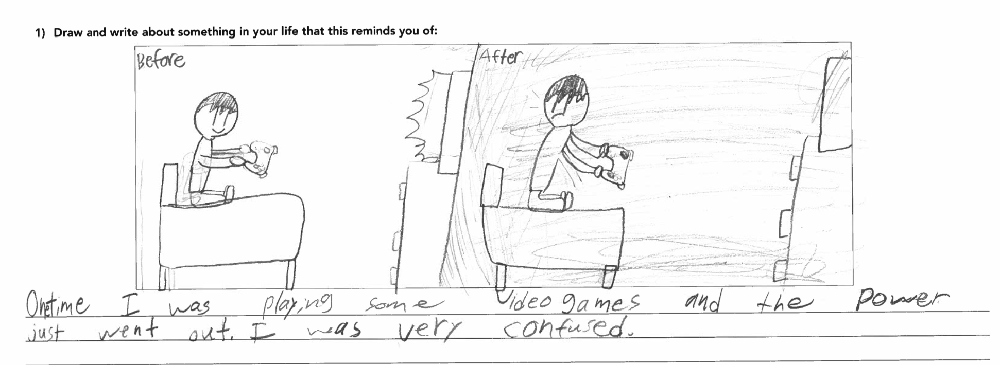 1) Draw and write about something in your life that this reminds you of:
Before
After
Onetime I was playing some video games and the power
just went out. I was very confused.